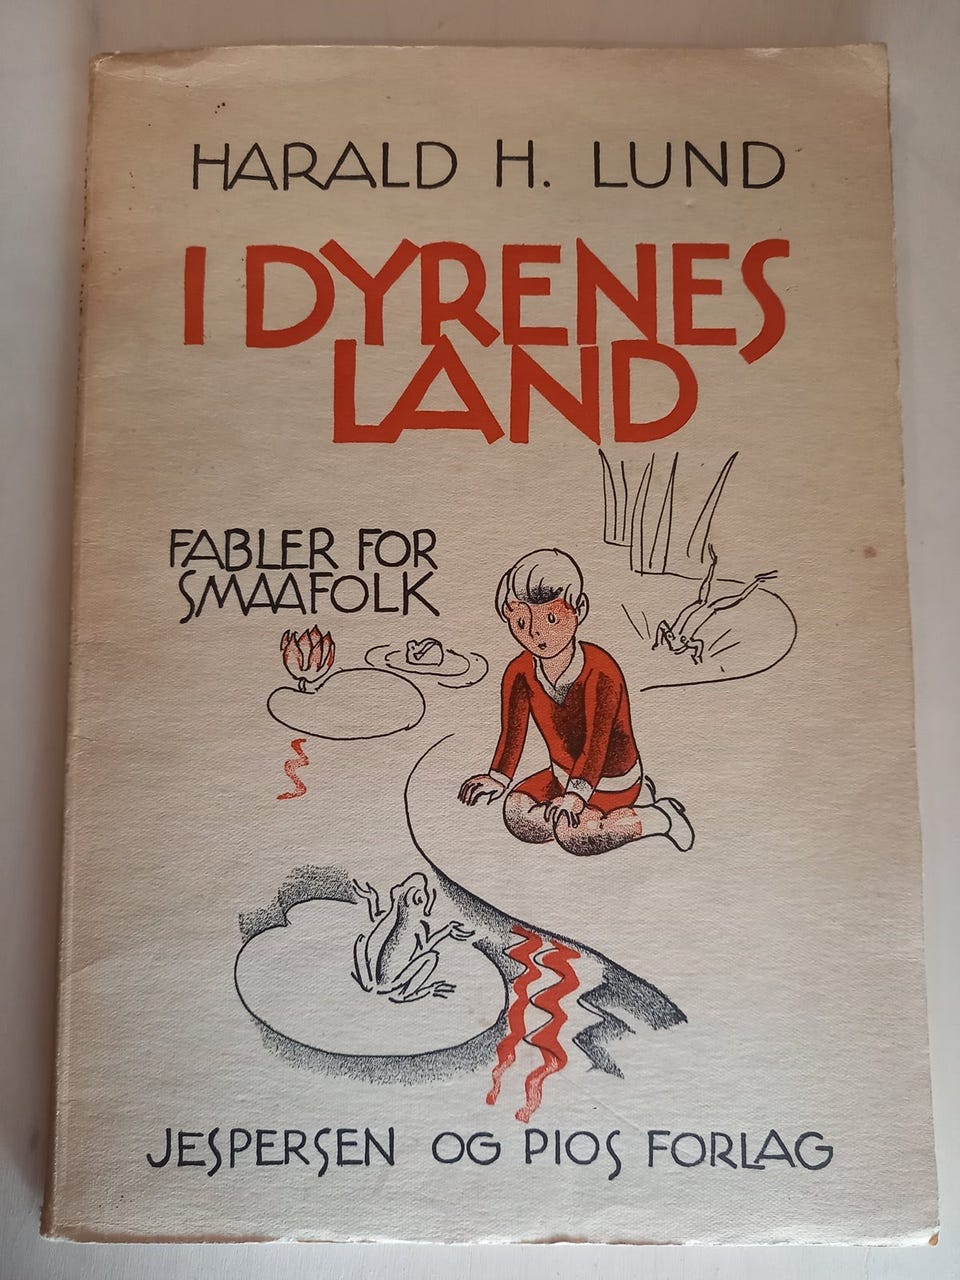 HARALD H. LUND
I DYRENES
LAND
FABLER FOR
SMAAFOLK
JESPERSEN OG PIOS FORLAG